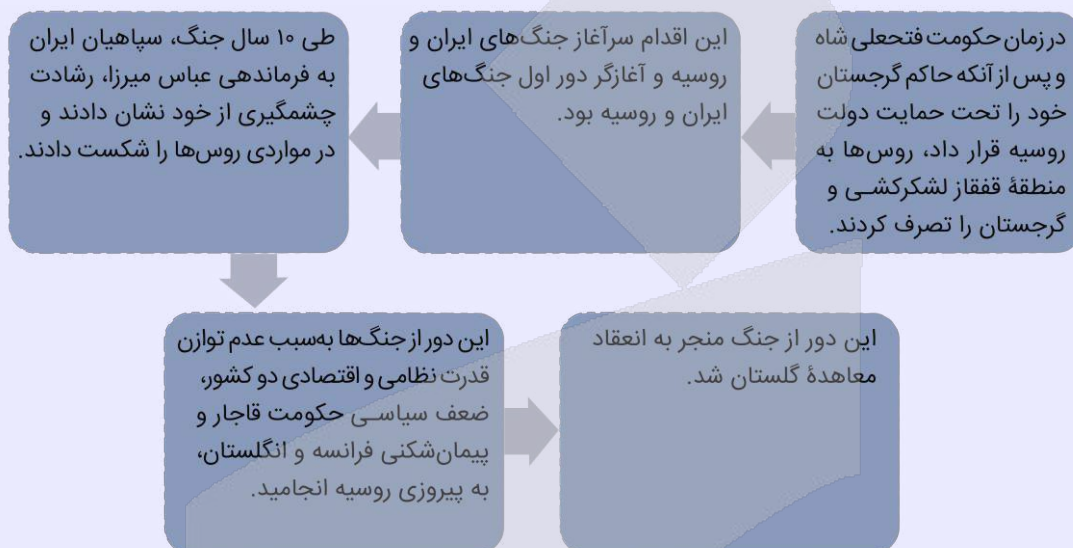 در زمان حکومت فتحعلی شاه
و پس از آنکه حاکم گرجستان
خود را تحت حمایت دولت
روسیه قرار داد، روس‌ها به
منطقهٔ قفقاز لشکرکشـی و
گرجستان را تصرف کردند.
این اقدام سرآغاز جنگ‌های ایران و
روسیه و آغازگر دور اول جنگ‌های
ایران و روسیه بود.
طی ۱۰ سال جنگ، سپاهیان ایران
به فرماندهی عباس میرزا، رشادت
چشمگیری از خود نشان دادند و
در مواردی روس‌ها را شکست دادند.
این دور از جنگ‌ها به‌سبب عدم توازن
قدرت نظامی و اقتصادی دو کشور،
ضعف سیاسـی حکومت قاجار و
پیمان‌شکنی فرانسه و انگلستان،
به پیروزی روسیه انجامید.
این دور از جنگ منجر به انعقاد
معاهدهٔ گلستان شد.